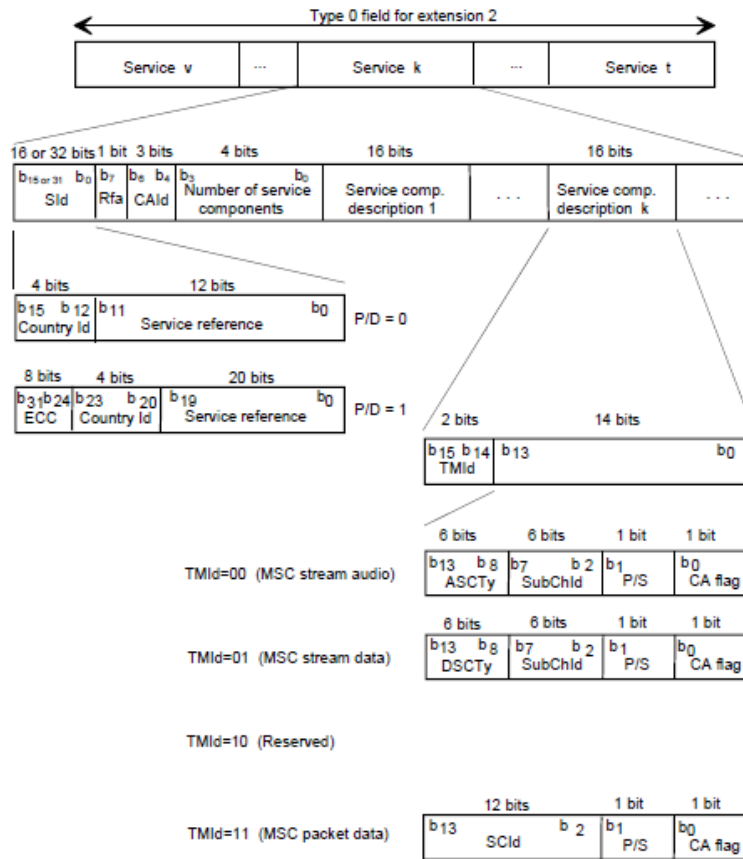 Type 0 field for extension 2
Service v ... Service k ... Service t
16 or 32 bits 1 bit 3 bits 4 bits 16 bits 16 bits
b15 or 31 b0 b7 b6 b4 b3 b0
SId Rfa CAId Number of service components Service comp. description 1 . . . Service comp. description k . . .
4 bits 12 bits
b15 b12 b11 b0
Country Id Service reference P/D = 0
8 bits 4 bits 20 bits
b31 b24 b23 b20 b19 b0
ECC Country Id Service reference P/D = 1
2 bits 14 bits
b15 b14 b13 b0
TMId
6 bits 6 bits 1 bit 1 bit
b13 b8 b7 b2 b1 b0
TMId=00 (MSC stream audio) ASCTy SubChId P/S CA flag
6 bits 6 bits 1 bit 1 bit
b13 b8 b7 b2 b1 b0
TMId=01 (MSC stream data) DSCTy SubChId P/S CA flag
TMId=10 (Reserved)
12 bits 1 bit 1 bit
b13 b2 b1 b0
TMId=11 (MSC packet data) SCId P/S CA flag